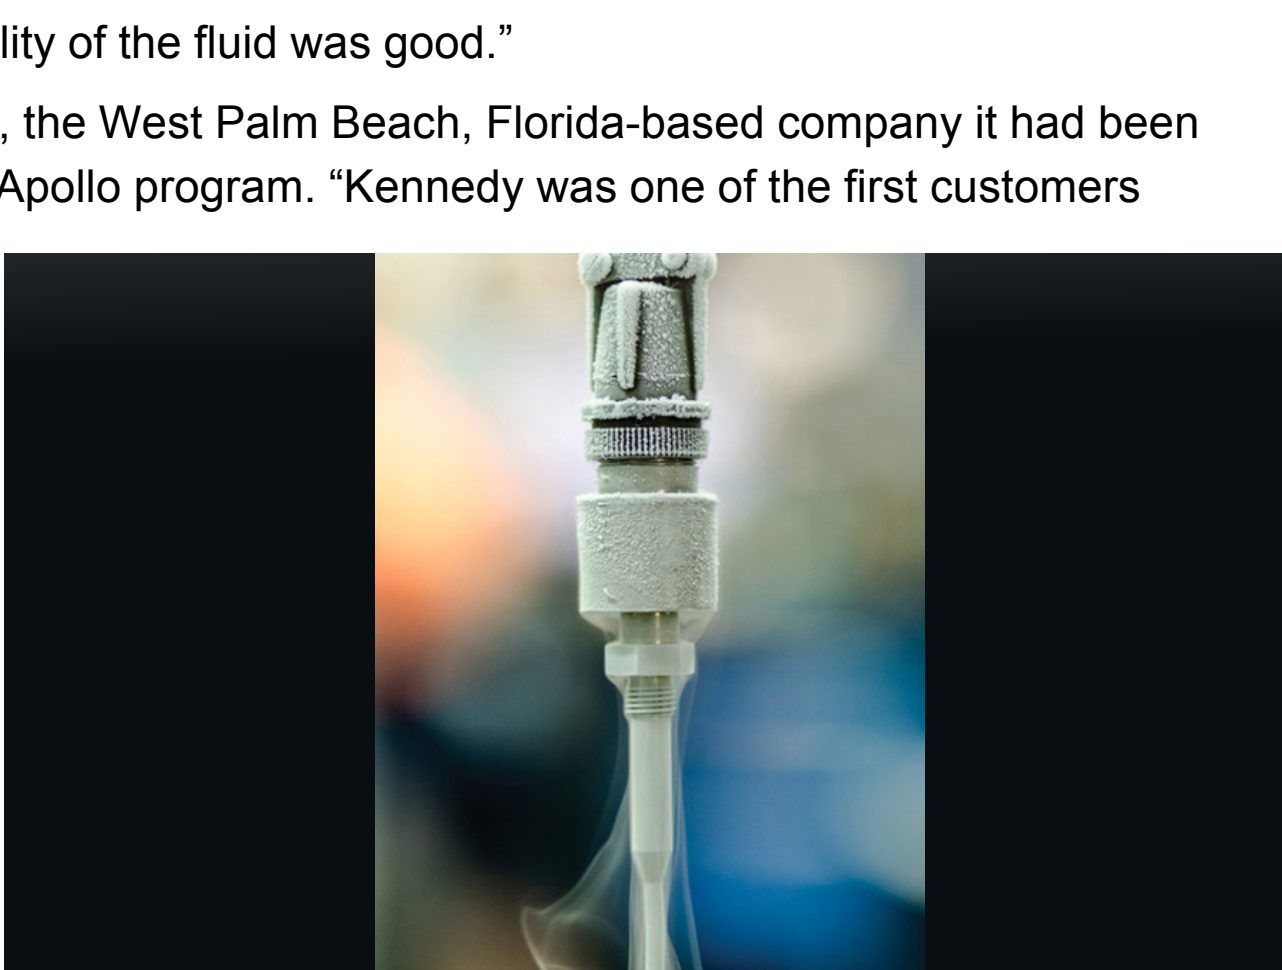 lity of the fluid was good.”
, the West Palm Beach, Florida-based company it had been
Apollo program. “Kennedy was one of the first customers